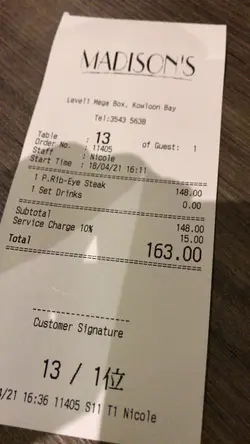 MADISON'S
Level1 Mega Box, Kowloon Bay
Tel:3543 5638
Table : 13 of Guest: 1
Order No. : 11405
Staff : Nicole
Start Time : 18/04/21 16:11
1 P.Rib-Eye Steak 148.00
1 Set Drinks 0.00
Subtotal 148.00
Service Charge 10% 15.00
Total 163.00
Customer Signature
13 / 1位
4/21 16:36 11405 S11 T1 Nicole